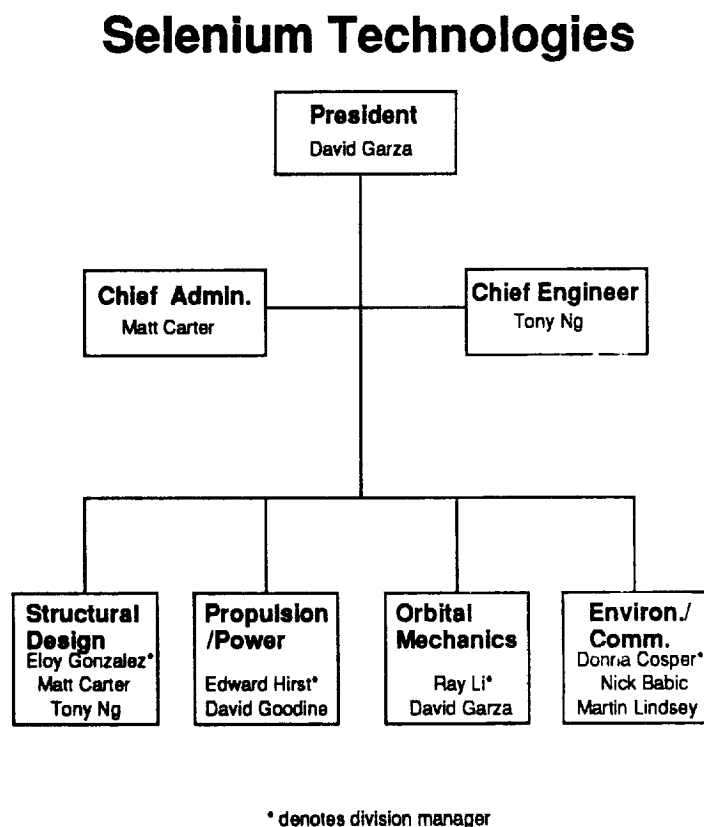 Selenium Technologies
President
David Garza
Chief Admin.
Matt Carter
Chief Engineer
Tony Ng
Structural
Design
Eloy Gonzalez*
Matt Carter
Tony Ng
Propulsion
/Power
Edward Hirst*
David Goodine
Orbital
Mechanics
Ray Li*
David Garza
Environ./
Comm.
Donna Cosper*
Nick Babic
Martin Lindsey
* denotes division manager